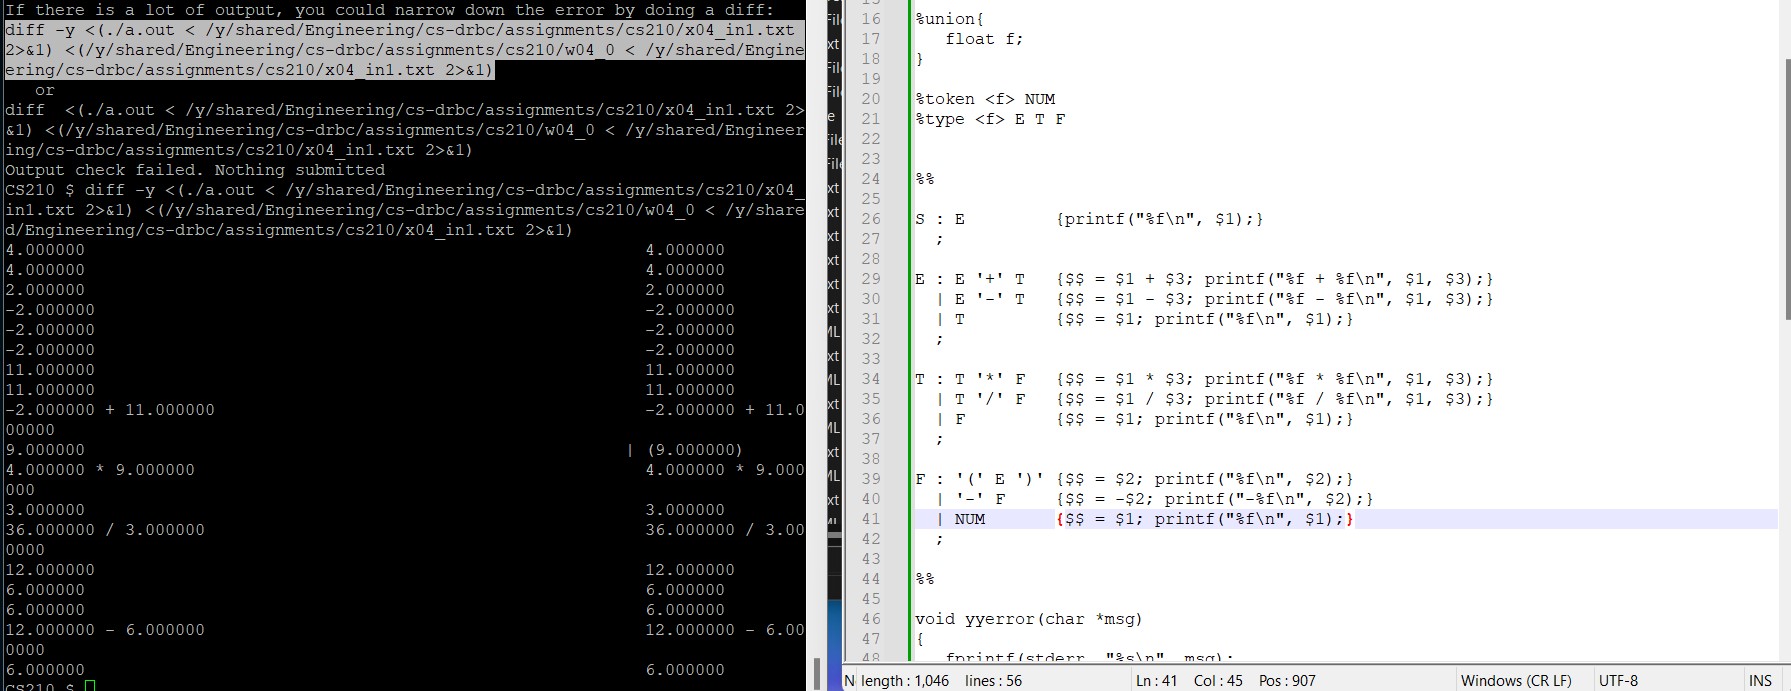 If there is a lot of output, you could narrow down the error by doing a diff:
diff -y <(./a.out < /y/shared/Engineering/cs-drbc/assignments/cs210/x04_in1.txt
2>&1) <(/y/shared/Engineering/cs-drbc/assignments/cs210/w04_0 < /y/shared/Engine
ering/cs-drbc/assignments/cs210/x04_in1.txt 2>&1)
or
diff  <(./a.out < /y/shared/Engineering/cs-drbc/assignments/cs210/x04_in1.txt 2>
&1) <(/y/shared/Engineering/cs-drbc/assignments/cs210/w04_0 < /y/shared/Engineer
ing/cs-drbc/assignments/cs210/x04_in1.txt 2>&1)
Output check failed. Nothing submitted
CS210 $ diff -y <(./a.out < /y/shared/Engineering/cs-drbc/assignments/cs210/x04_
in1.txt 2>&1) <(/y/shared/Engineering/cs-drbc/assignments/cs210/w04_0 < /y/share
d/Engineering/cs-drbc/assignments/cs210/x04_in1.txt 2>&1)
4.000000 4.000000
4.000000 4.000000
2.000000 2.000000
-2.000000 -2.000000
-2.000000 -2.000000
-2.000000 -2.000000
11.000000 11.000000
11.000000 11.000000
-2.000000 + 11.000000 -2.000000 + 11.0
00000
9.000000 | (9.000000)
4.000000 * 9.000000 4.000000 * 9.000
000
3.000000 3.000000
36.000000 / 3.000000 36.000000 / 3.00
0000
12.000000 12.000000
6.000000 6.000000
6.000000 6.000000
12.000000 - 6.000000 12.000000 - 6.00
0000
6.000000 6.000000
CS210 $
16 %union{
17 float f;
18 }
19
20 %token <f> NUM
21 %type <f> E T F
22
23
24 %%
25
26 S : E {printf("%f\n", $1);}
27 ;
28
29 E : E '+' T {$$ = $1 + $3; printf("%f + %f\n", $1, $3);}
30 | E '-' T {$$ = $1 - $3; printf("%f - %f\n", $1, $3);}
31 | T {$$ = $1; printf("%f\n", $1);}
32 ;
33
34 T : T '*' F {$$ = $1 * $3; printf("%f * %f\n", $1, $3);}
35 | T '/' F {$$ = $1 / $3; printf("%f / %f\n", $1, $3);}
36 | F {$$ = $1; printf("%f\n", $1);}
37 ;
38
39 F : '(' E ')' {$$ = $2; printf("%f\n", $2);}
40 | '-' F {$$ = -$2; printf("-%f\n", $2);}
41 | NUM {$$ = $1; printf("%f\n", $1);}
42 ;
43
44 %%
45
46 void yyerror(char *msg)
47 {
48 fprintf(stderr, "%s\n", msg);
length : 1,046 lines : 56 Ln : 41 Col : 45 Pos : 907 Windows (CR LF) UTF-8 INS